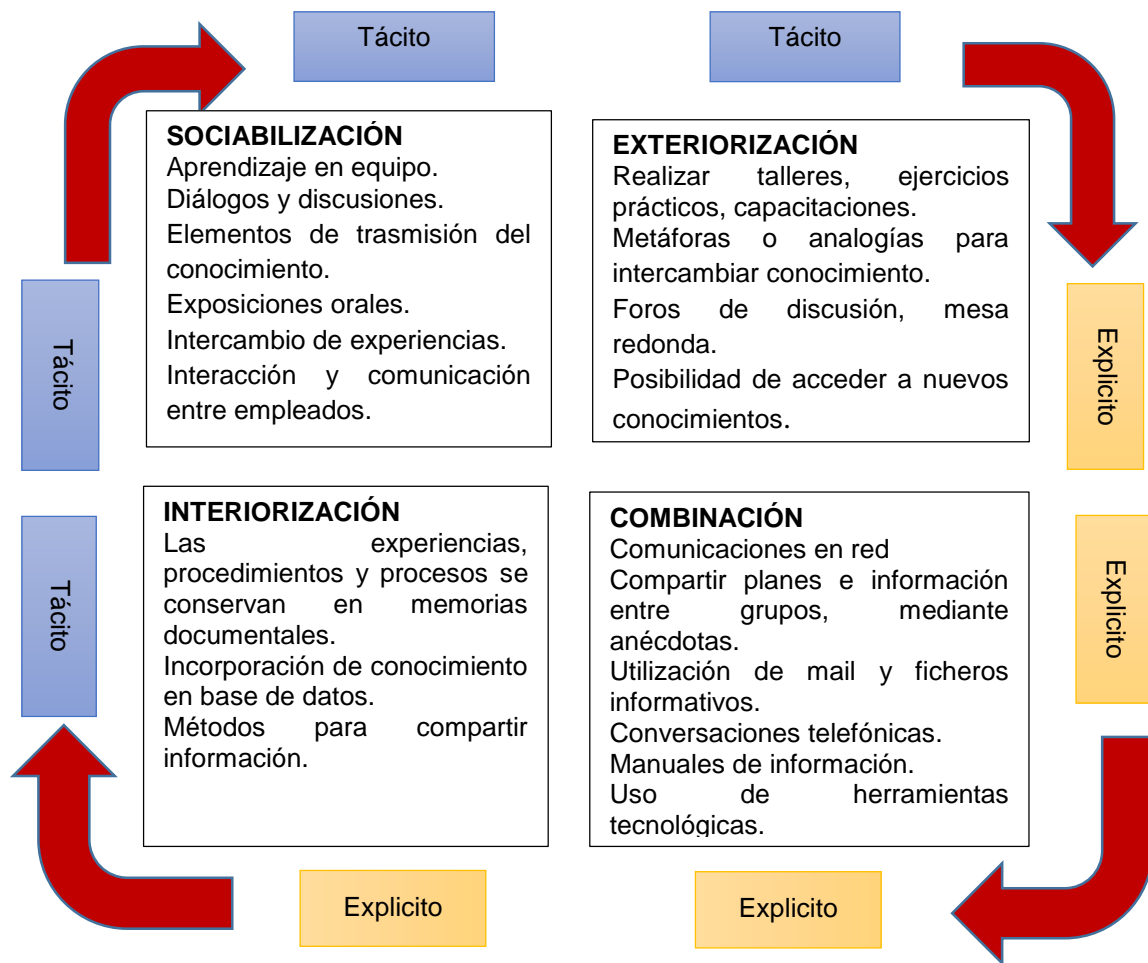 Tácito
Tácito
SOCIABILIZACIÓN
Aprendizaje en equipo.
Diálogos y discusiones.
Elementos de trasmisión del
conocimiento.
Exposiciones orales.
Intercambio de experiencias.
Interacción y comunicación
entre empleados.
EXTERIORIZACIÓN
Realizar talleres, ejercicios
prácticos, capacitaciones.
Metáforas o analogías para
intercambiar conocimiento.
Foros de discusión, mesa
redonda.
Posibilidad de acceder a nuevos
conocimientos.
Tácito
Explicito
INTERIORIZACIÓN
Las experiencias,
procedimientos y procesos se
conservan en memorias
documentales.
Incorporación de conocimiento
en base de datos.
Métodos para compartir
información.
COMBINACIÓN
Comunicaciones en red
Compartir planes e información
entre grupos, mediante
anécdotas.
Utilización de mail y ficheros
informativos.
Conversaciones telefónicas.
Manuales de información.
Uso de herramientas
tecnológicas.
Tácito
Explicito
Explicito
Explicito